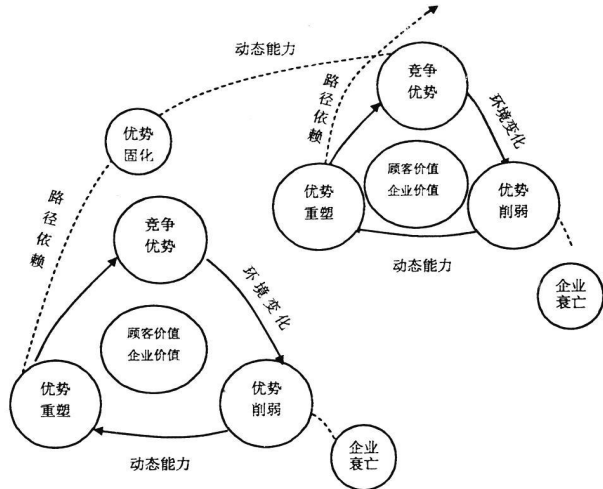 动态能力
竞争
优势
路径依赖
环境变化
优势
固化
顾客价值
企业价值
优势
重塑
优势
削弱
动态能力
企业
衰亡
路径依赖
竞争
优势
环境变化
顾客价值
企业价值
优势
重塑
优势
削弱
动态能力
企业
衰亡